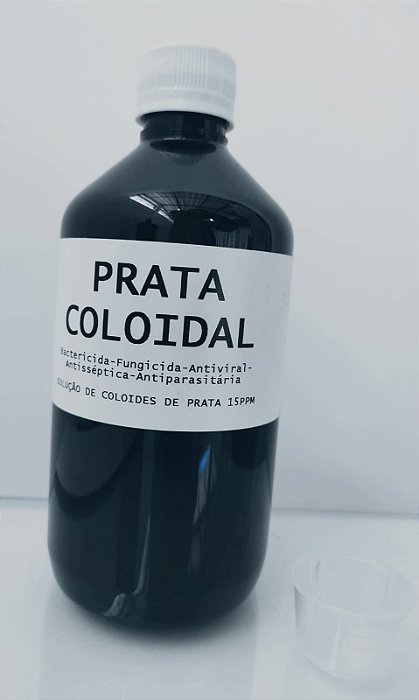 PRATA
COLOIDAL
Bactericida-Fungicida-Antiviral-
Antisséptica-Antiparasitária
SOLUÇÃO DE COLOIDES DE PRATA 15PPM